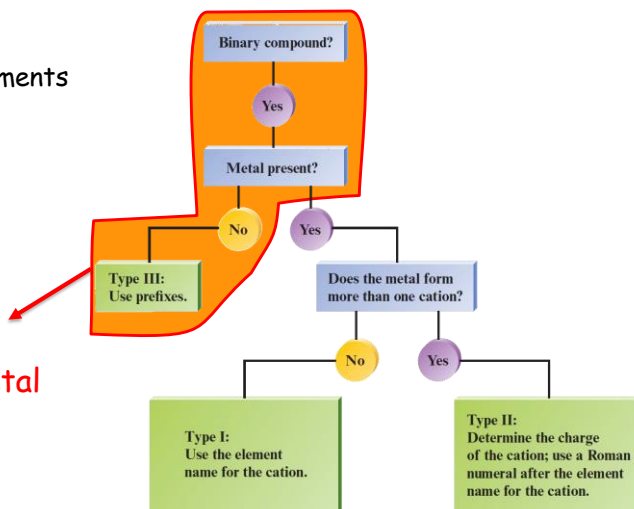 Binary compound?
ments
Yes
Metal present?
No
Yes
Type III:
Use prefixes.
Does the metal form
more than one cation?
No
Yes
tal
Type I:
Use the element
name for the cation.
Type II:
Determine the charge
of the cation; use a Roman
numeral after the element
name for the cation.